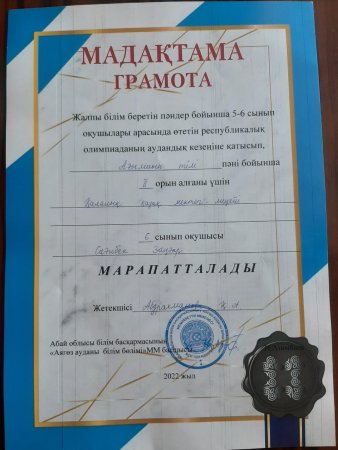 МАДАҚТАМА
ГРАМОТА
Жалпы білім беретін пәндер бойынша 5-6 сынып
оқушылары арасында өтетін республикалық
олимпиаданың аудандық кезеңіне қатысып,
Ағылшын тілі пәні бойынша
ІІ орын алғаны үшін
қазақ
6 сынып оқушысы
МАРАПАТТАЛАДЫ
Жетекшісі
Абай облысы білім басқармасының
«Аягөз ауданы білім бөлімі»ММ басшысы
2022 жыл